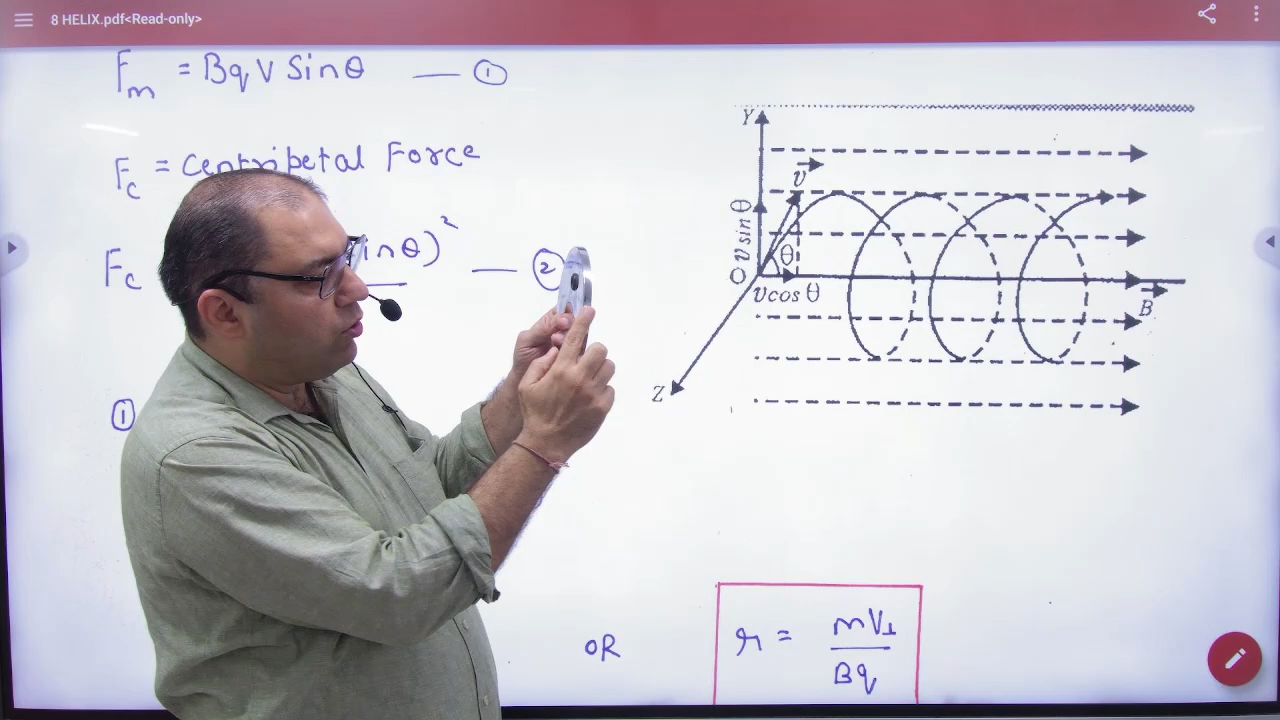 8 HELIX.pdf<Read-only>
Fm = Bq V Sinθ — ①
Fc = Centripetal Force
Fc inθ)² — ②
①
OR
r = mV⊥ / Bq
Y
v
v sin θ
θ
O
v cos θ
B
Z